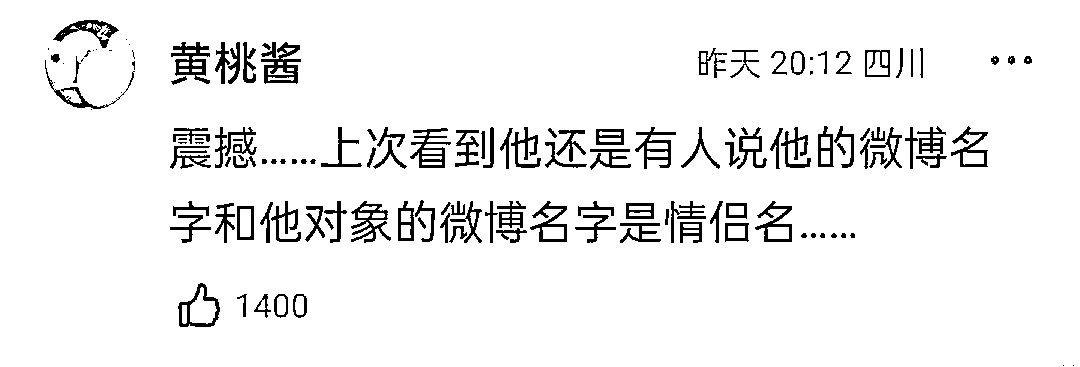 黄桃酱
昨天 20:12 四川
震撼……上次看到他还是有人说他的微博名
字和他对象的微博名字是情侣名……
1400